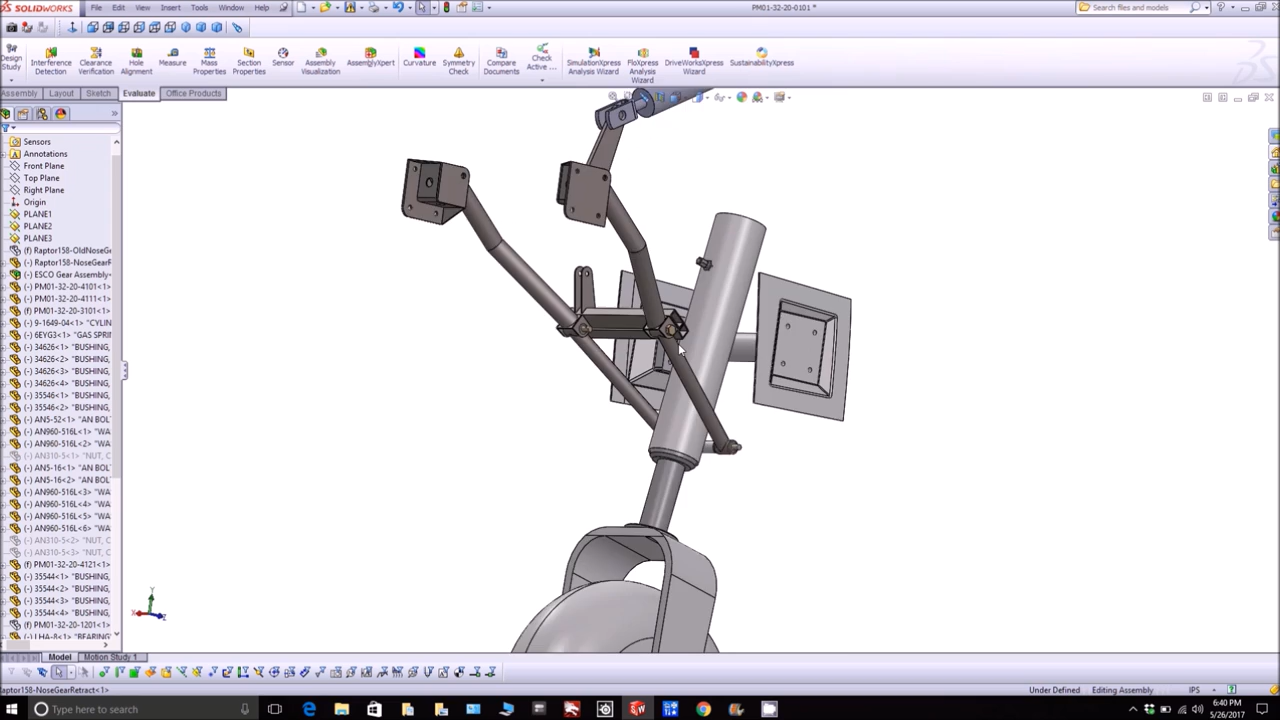 SOLIDWORKS File Edit View Insert Tools Window Help PM01-32-20-0101 * Search files and models
Design Study Interference Detection Clearance Verification Hole Alignment Measure Mass Properties Section Properties Sensor Assembly Visualization AssemblyXpert Curvature Symmetry Check Compare Documents Check Active ... SimulationXpress Analysis Wizard FloXpress Analysis Wizard DriveWorksXpress Wizard SustainabilityXpress
Assembly Layout Sketch Evaluate Office Products
Sensors
Annotations
Front Plane
Top Plane
Right Plane
Origin
PLANE1
PLANE2
PLANE3
(f) Raptor158-OldNoseGe
(-) Raptor158-NoseGearR
(-) ESCO Gear Assembly<
(-) PM01-32-20-4101<1>
(-) PM01-32-20-4111<1>
(f) PM01-32-20-3101<1>
(-) 9-1649-04<1> "CYLIN
(-) 6EYG3<1> "GAS SPRIN
(-) 34626<1> "BUSHING,
(-) 34626<2> "BUSHING,
(-) 34626<3> "BUSHING,
(-) 34626<4> "BUSHING,
(-) 35546<1> "BUSHING,
(-) 35546<2> "BUSHING,
(-) AN5-52<1> "AN BOL
(-) AN960-516L<1> "WA
(-) AN960-516L<2> "WA
(-) AN310-5<1> "NUT, C
(-) AN5-16<1> "AN BOL
(-) AN5-16<2> "AN BOL
(-) AN960-516L<3> "WA
(-) AN960-516L<4> "WA
(-) AN960-516L<5> "WA
(-) AN960-516L<6> "WA
(-) AN310-5<2> "NUT, C
(-) AN310-5<3> "NUT, C
(f) PM01-32-20-4121<1>
(-) 35544<1> "BUSHING,
(-) 35544<2> "BUSHING,
(-) 35544<3> "BUSHING,
(-) 35544<4> "BUSHING,
(f) PM01-32-20-1201<1>
(-) LHA-8<1> "BEARING
Y
X
Z
Model Motion Study 1
Raptor158-NoseGearRetract<1> Under Defined Editing Assembly IPS
Type here to search 6:40 PM
5/26/2017